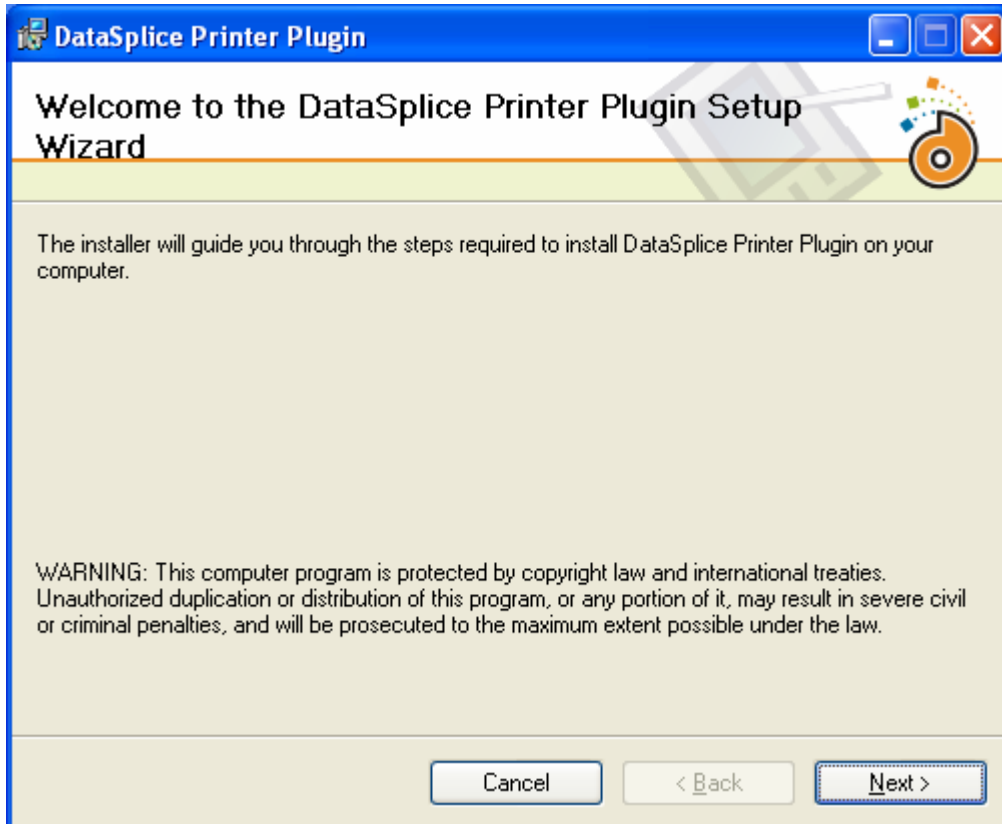 DataSplice Printer Plugin
Welcome to the DataSplice Printer Plugin Setup
Wizard
The installer will guide you through the steps required to install DataSplice Printer Plugin on your
computer.
WARNING: This computer program is protected by copyright law and international treaties.
Unauthorized duplication or distribution of this program, or any portion of it, may result in severe civil
or criminal penalties, and will be prosecuted to the maximum extent possible under the law.
Cancel < Back Next >